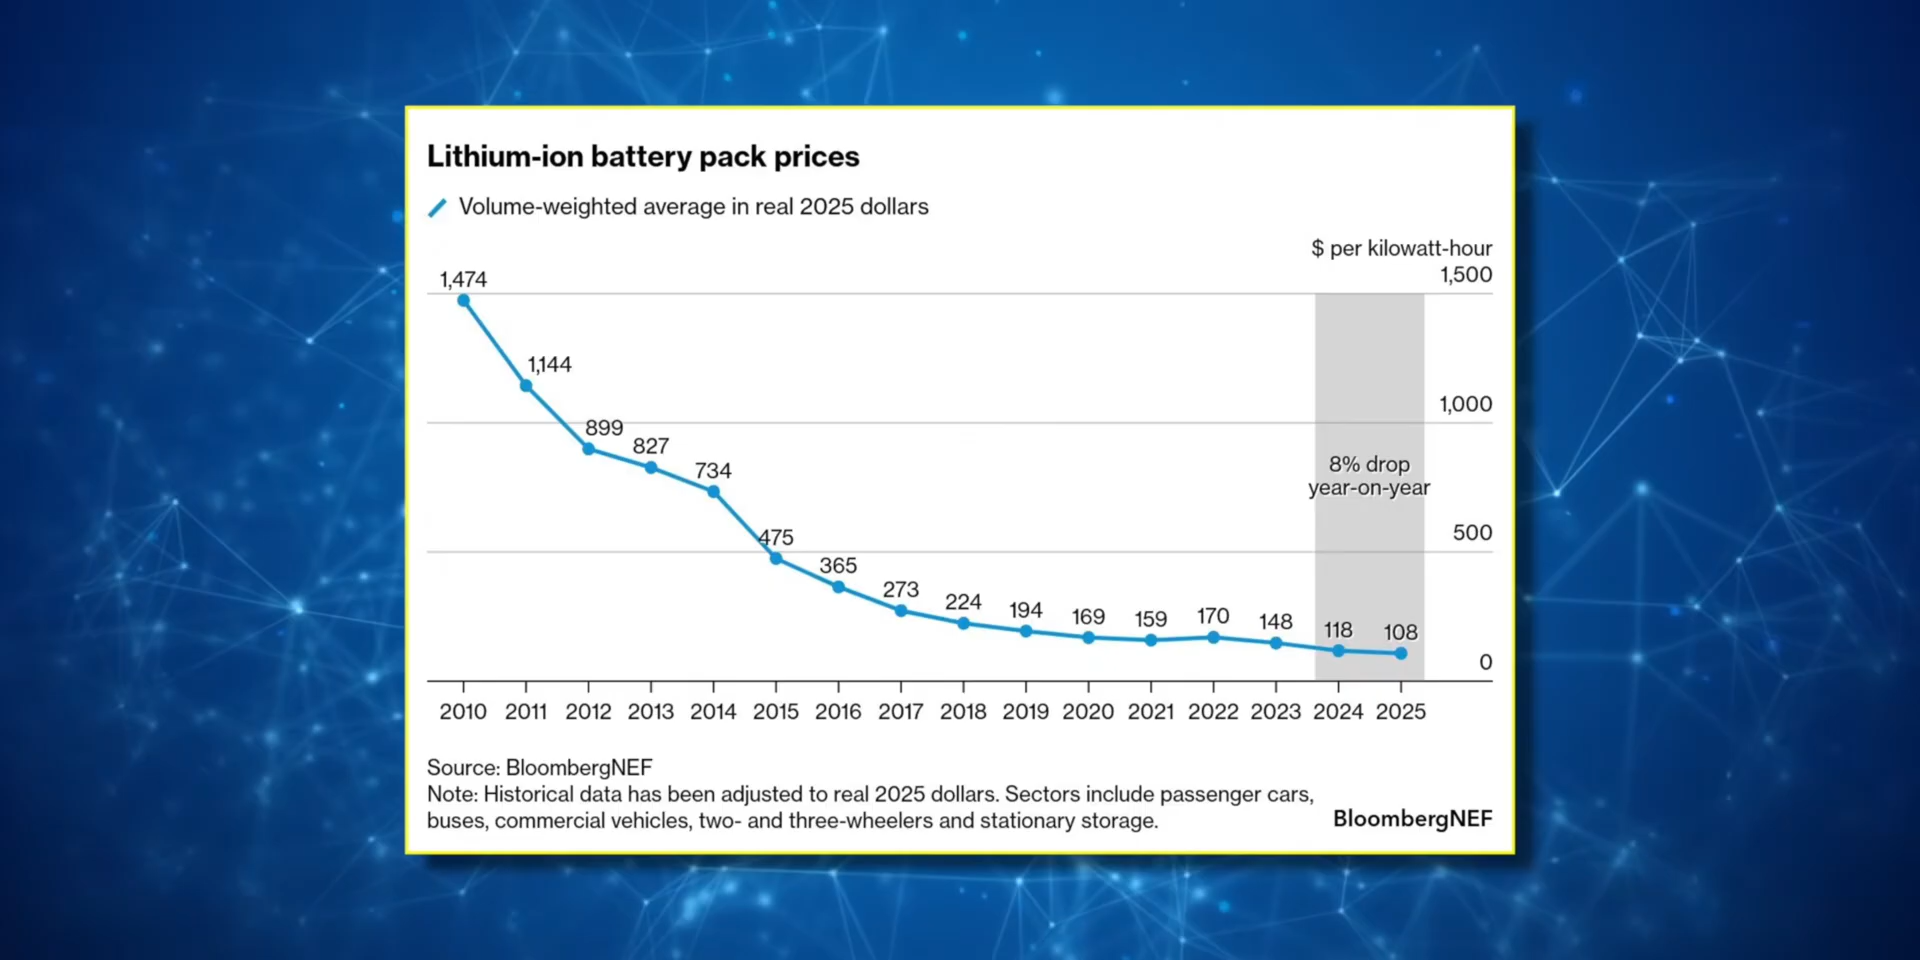 Lithium-ion battery pack prices
Volume-weighted average in real 2025 dollars
$ per kilowatt-hour
1,500
1,474
1,144
1,000
899
827
734
8% drop
year-on-year
500
475
365
273
224
194
169
159
170
148
118
108
0
2010 2011 2012 2013 2014 2015 2016 2017 2018 2019 2020 2021 2022 2023 2024 2025
Source: BloombergNEF
Note: Historical data has been adjusted to real 2025 dollars. Sectors include passenger cars,
buses, commercial vehicles, two- and three-wheelers and stationary storage.
BloombergNEF